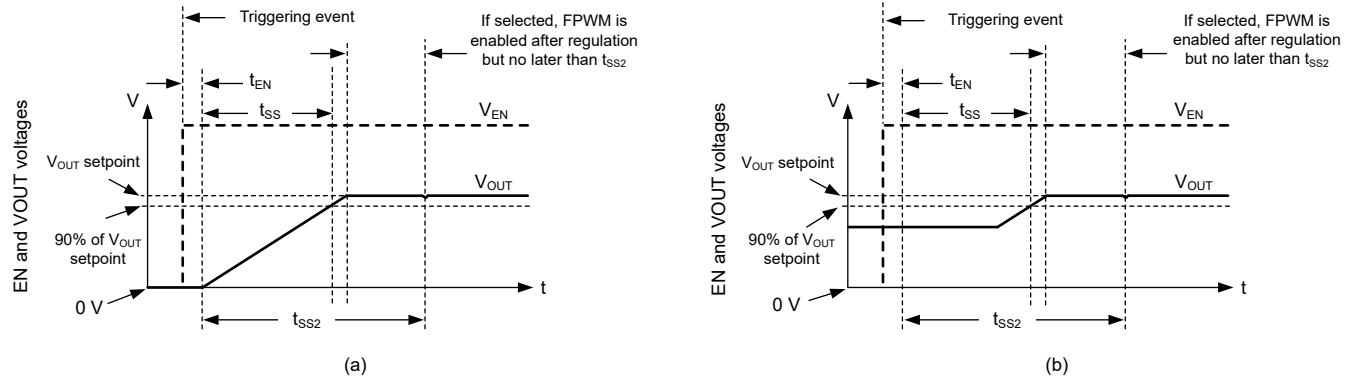 Triggering event
If selected, FPWM is
enabled after regulation
but no later than tSS2
tEN
V
tSS
VEN
EN and VOUT voltages
VOUT setpoint
VOUT
90% of VOUT
setpoint
0 V
t
tSS2
(a)
Triggering event
If selected, FPWM is
enabled after regulation
but no later than tSS2
tEN
V
tSS
VEN
EN and VOUT voltages
VOUT setpoint
VOUT
90% of VOUT
setpoint
0 V
t
tSS2
(b)